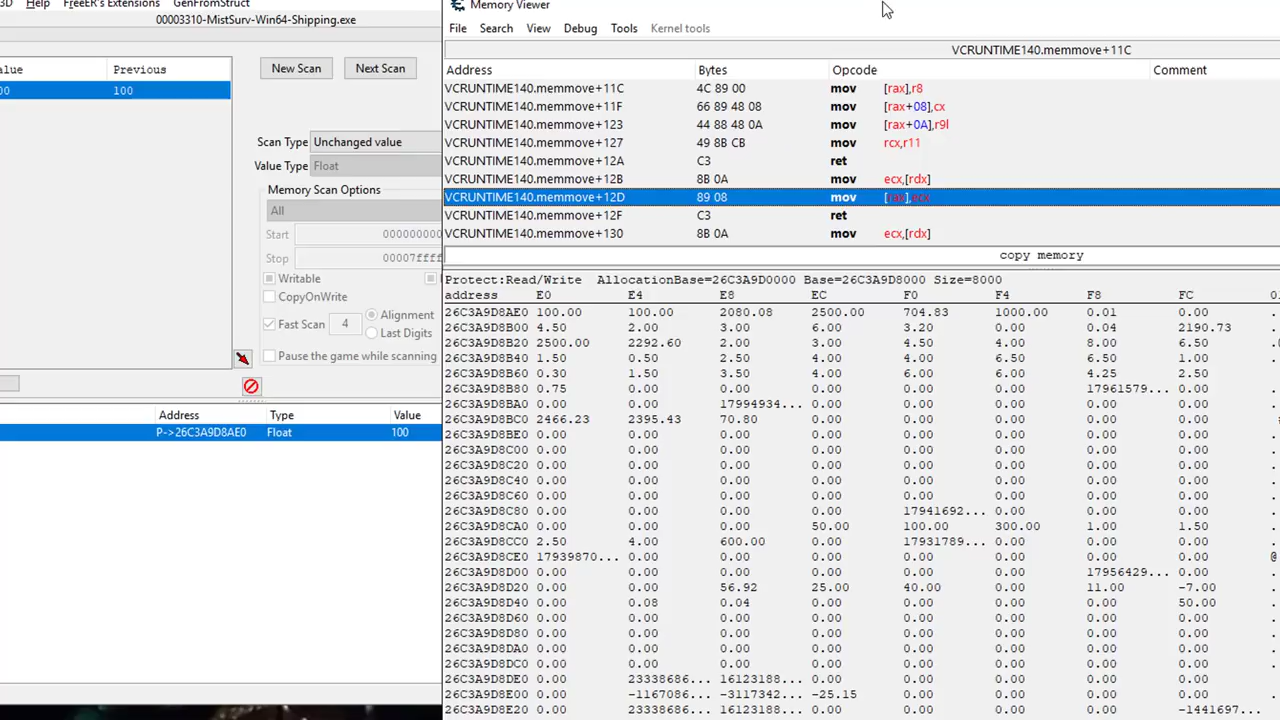 3D Help FreeER's Extensions GenFromStruct
00003310-MistSurv-Win64-Shipping.exe
alue Previous
00 100
New Scan Next Scan
Scan Type Unchanged value
Value Type Float
Memory Scan Options
All
Start 000000000
Stop 00007ffff
Writable
CopyOnWrite
Fast Scan 4 Alignment
Last Digits
Pause the game while scanning
Address Type Value
P->26C3A9D8AE0 Float 100
Memory Viewer
File Search View Debug Tools Kernel tools
VCRUNTIME140.memmove+11C
Address Bytes Opcode Comment
VCRUNTIME140.memmove+11C 4C 89 00 mov [rax],r8
VCRUNTIME140.memmove+11F 66 89 48 08 mov [rax+08],cx
VCRUNTIME140.memmove+123 44 88 48 0A mov [rax+0A],r9l
VCRUNTIME140.memmove+127 49 8B CB mov rcx,r11
VCRUNTIME140.memmove+12A C3 ret
VCRUNTIME140.memmove+12B 8B 0A mov ecx,[rdx]
VCRUNTIME140.memmove+12D 89 08 mov [rax],ecx
VCRUNTIME140.memmove+12F C3 ret
VCRUNTIME140.memmove+130 8B 0A mov ecx,[rdx]
copy memory
Protect:Read/Write AllocationBase=26C3A9D0000 Base=26C3A9D8000 Size=8000
address E0 E4 E8 EC F0 F4 F8 FC 01
26C3A9D8AE0 100.00 100.00 2080.08 2500.00 704.83 1000.00 0.01 0.00 .
26C3A9D8B00 4.50 2.00 3.00 6.00 3.20 0.00 0.04 2190.73 .
26C3A9D8B20 2500.00 2292.60 2.00 3.00 4.50 4.00 8.00 6.50
26C3A9D8B40 1.50 0.50 2.50 4.00 4.00 6.50 6.50 1.00 .
26C3A9D8B60 0.30 1.50 3.50 4.00 6.00 6.00 4.25 2.50 .
26C3A9D8B80 0.75 0.00 0.00 0.00 0.00 0.00 17961579... 0.00 .
26C3A9D8BA0 0.00 0.00 17994934... 0.00 0.00 0.00 0.00 0.00 .
26C3A9D8BC0 2466.23 2395.43 70.80 0.00 0.00 0.00 0.00 0.00
26C3A9D8BE0 0.00 0.00 0.00 0.00 0.00 0.00 0.00 0.00 .
26C3A9D8C00 0.00 0.00 0.00 0.00 0.00 0.00 0.00 0.00 .
26C3A9D8C20 0.00 0.00 0.00 0.00 0.00 0.00 0.00 0.00 .
26C3A9D8C40 0.00 0.00 0.00 0.00 0.00 0.00 0.00 0.00 .
26C3A9D8C60 0.00 0.00 0.00 0.00 0.00 0.00 0.00 0.00 .
26C3A9D8C80 0.00 0.00 0.00 0.00 17941692... 0.00 0.00 0.00 .
26C3A9D8CA0 0.00 0.00 0.00 50.00 100.00 300.00 1.00 1.50 .
26C3A9D8CC0 2.50 4.00 600.00 0.00 17931789... 0.00 0.00 0.00 .
26C3A9D8CE0 17939870... 0.00 0.00 0.00 0.00 0.00 0.00 0.00 @
26C3A9D8D00 0.00 0.00 0.00 0.00 0.00 0.00 17956429... 0.00 .
26C3A9D8D20 0.00 0.00 56.92 25.00 40.00 0.00 11.00 -7.00 .
26C3A9D8D40 0.00 0.08 0.04 0.00 0.00 0.00 0.00 50.00 .
26C3A9D8D60 0.00 0.00 0.00 0.00 0.00 0.00 0.00 0.00 .
26C3A9D8D80 0.00 0.00 0.00 0.00 0.00 0.00 0.00 0.00 .
26C3A9D8DA0 0.00 0.00 0.00 0.00 0.00 0.00 0.00 0.00 .
26C3A9D8DC0 0.00 0.00 0.00 0.00 0.00 0.00 0.00 0.00 .
26C3A9D8DE0 0.00 23338686... 16123188... 0.00 0.00 0.00 0.00 0.00 .
26C3A9D8E00 0.00 -1167086... -3117342... -25.15 0.00 0.00 0.00 0.00 .
26C3A9D8E20 0.00 23338686... 16123188... 0.00 0.00 0.00 0.00 -1441697... .